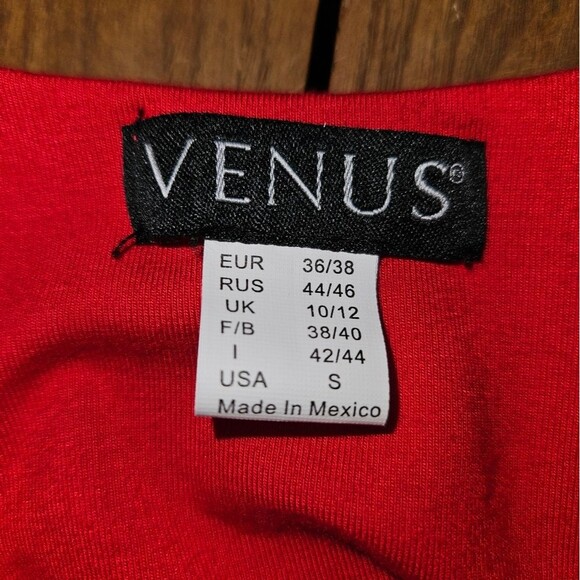 VENUS®
EUR 36/38
RUS 44/46
UK 10/12
F/B 38/40
I 42/44
USA S
Made In Mexico